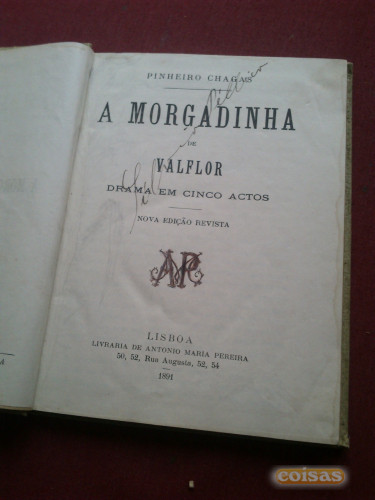 PINHEIRO CHAGAS
A MORGADINHA
DE
VALFLOR
DRAMA EM CINCO ACTOS
NOVA EDIÇÃO REVISTA
LISBOA
LIVRARIA DE ANTONIO MARIA PEREIRA
50, 52, Rua Augusta, 52, 54
1891
coisas